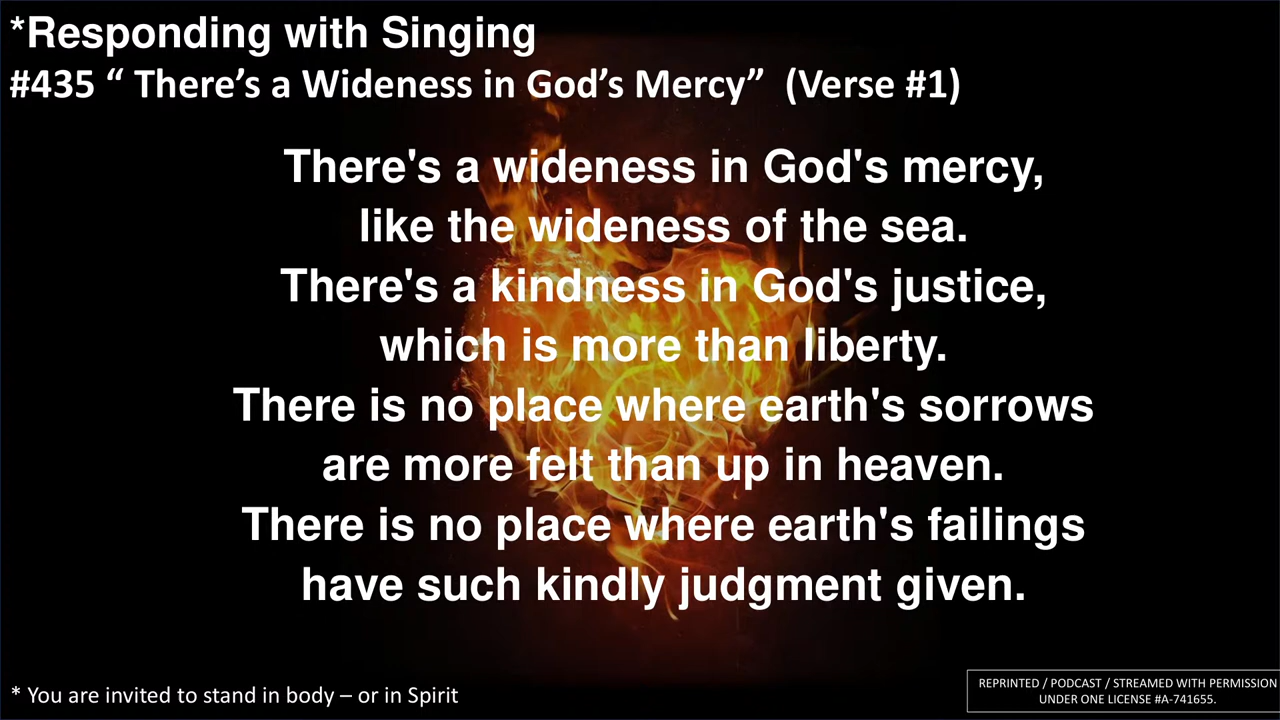 *Responding with Singing
#435 “ There’s a Wideness in God’s Mercy”  (Verse #1)
There's a wideness in God's mercy,
like the wideness of the sea.
There's a kindness in God's justice,
which is more than liberty.
There is no place where earth's sorrows
are more felt than up in heaven.
There is no place where earth's failings
have such kindly judgment given.
* You are invited to stand in body – or in Spirit
REPRINTED / PODCAST / STREAMED WITH PERMISSION
UNDER ONE LICENSE #A-741655.